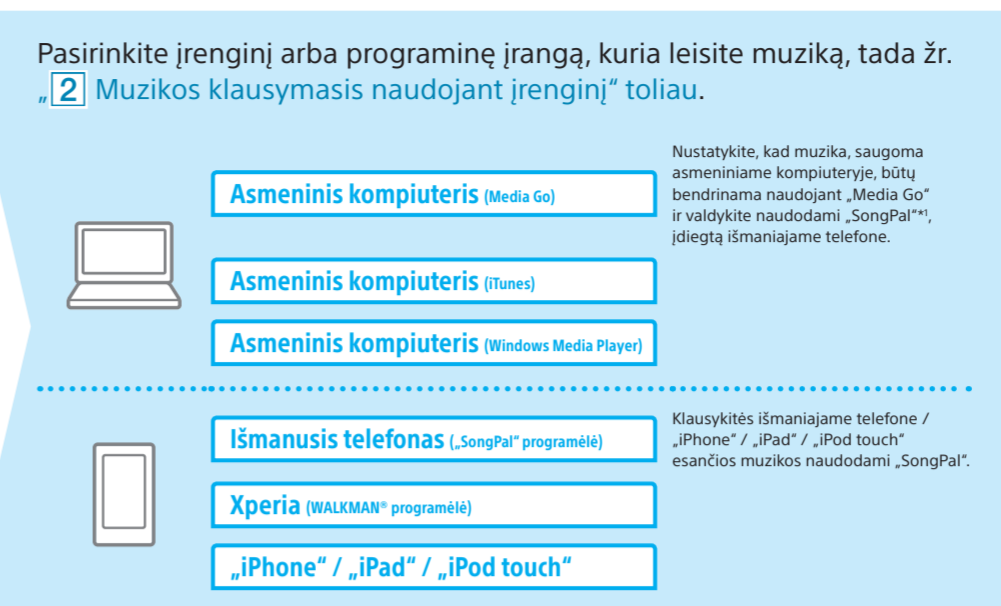 Pasirinkite įrenginį arba programinę įrangą, kuria leisite muziką, tada žr.
„2 Muzikos klausymasis naudojant įrenginį“ toliau.
Asmeninis kompiuteris (Media Go)
Nustatykite, kad muzika, saugoma
asmeniniame kompiuteryje, būtų
bendrinama naudojant „Media Go“
ir valdykite naudodami „SongPal“*1,
įdiegtą išmaniajame telefone.
Asmeninis kompiuteris (iTunes)
Asmeninis kompiuteris (Windows Media Player)
Išmanusis telefonas („SongPal“ programėlė)
Klausykitės išmaniajame telefone /
„iPhone“ / „iPad“ / „iPod touch“
esančios muzikos naudodami „SongPal“.
Xperia (WALKMAN® programėlė)
„iPhone“ / „iPad“ / „iPod touch“